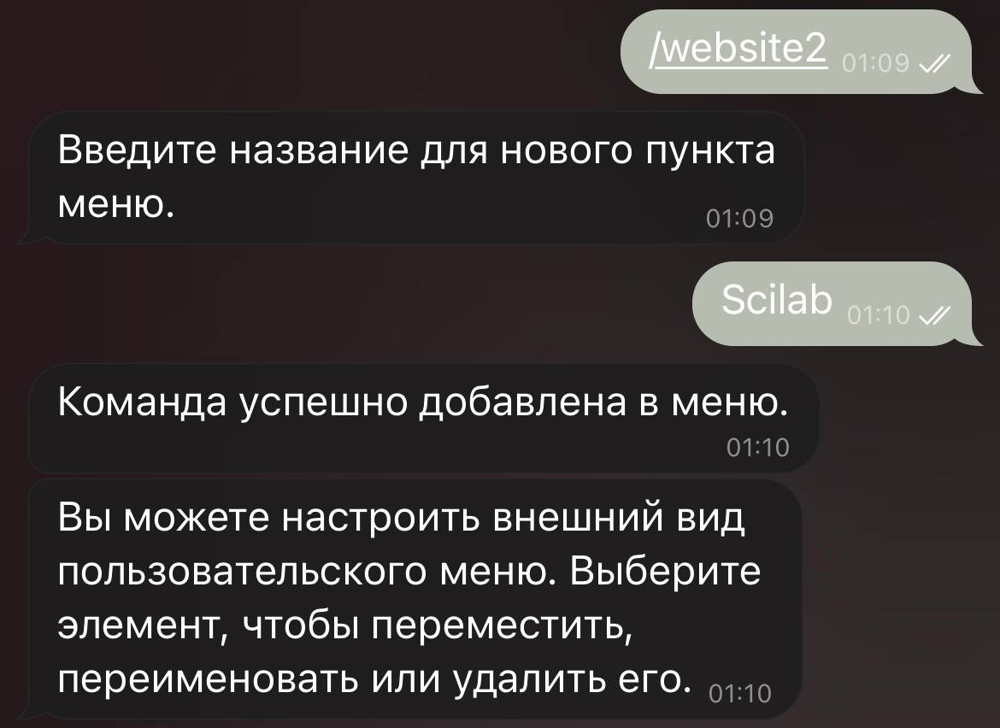 /website2 01:09
Введите название для нового пункта
меню.
01:09
Scilab 01:10
Команда успешно добавлена в меню.
01:10
Вы можете настроить внешний вид
пользовательского меню. Выберите
элемент, чтобы переместить,
переименовать или удалить его. 01:10